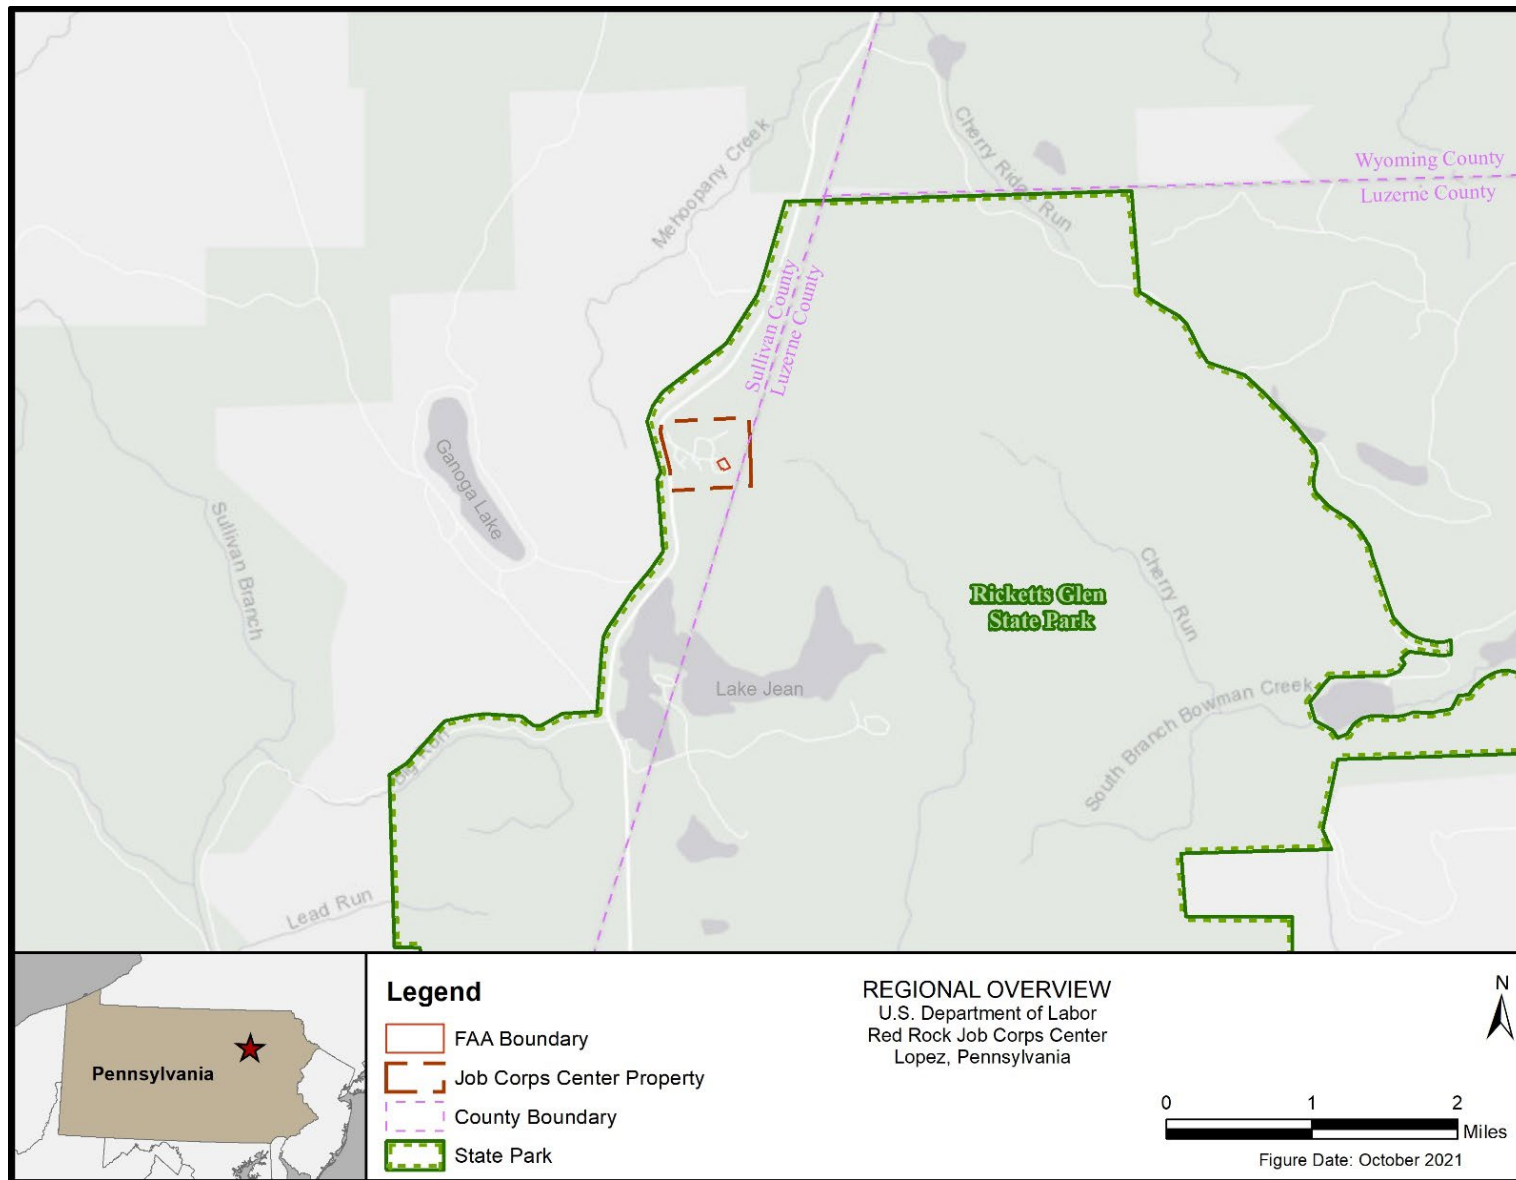 Wyoming County
Luzerne County
Mehoopany Creek
Cherry Ridge Run
Sullivan County
Luzerne County
Ganoga Lake
Sullivan Branch
Ricketts Glen
State Park
Cherry Run
Lake Jean
South Branch Bowman Creek
Big Run
Lead Run
Pennsylvania
Legend
FAA Boundary
Job Corps Center Property
County Boundary
State Park
REGIONAL OVERVIEW
U.S. Department of Labor
Red Rock Job Corps Center
Lopez, Pennsylvania
N
0 1 2
Miles
Figure Date: October 2021